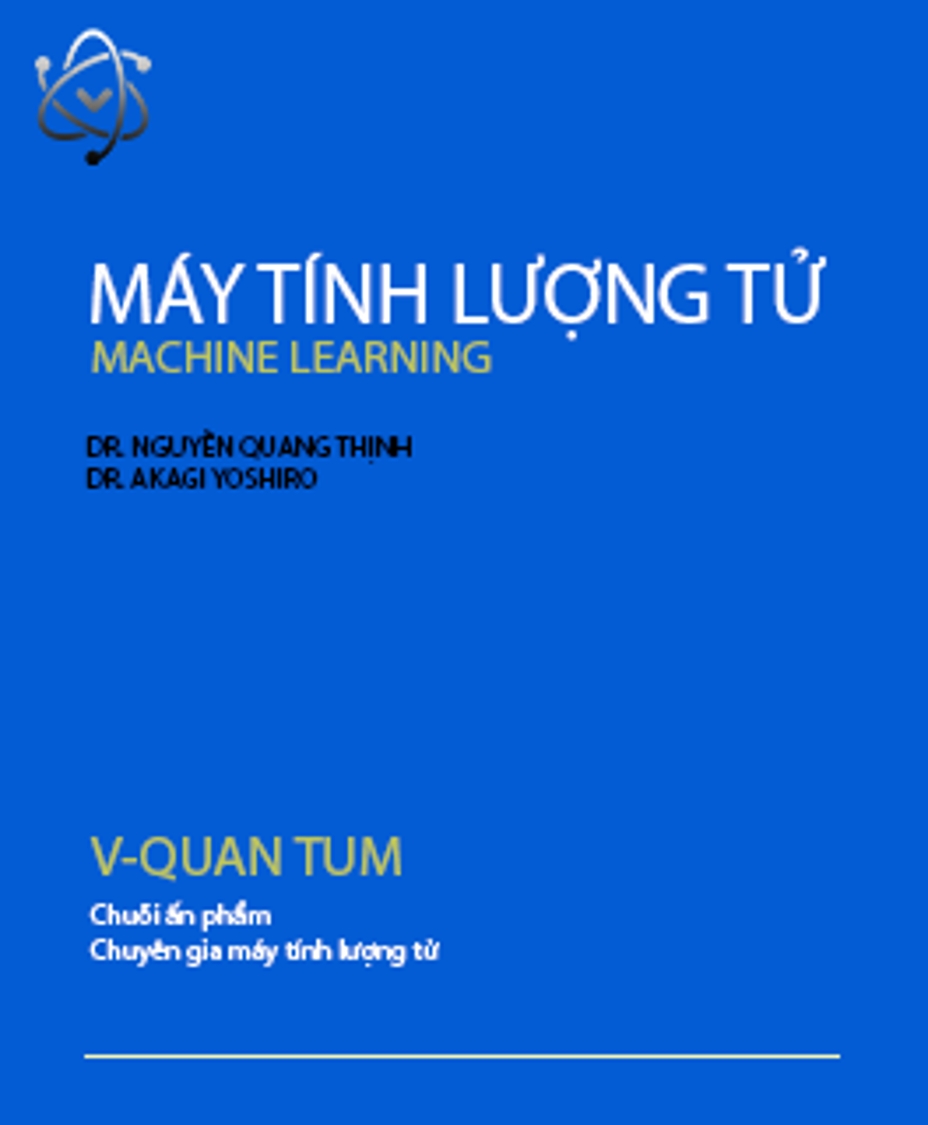 MÁY TÍNH LƯỢNG TỬ
MACHINE LEARNING
DR. NGUYỄN QUANG THỊNH
DR. AKAGI YOSHIRO
V-QUAN TUM
Chuỗi ấn phẩm
Chuyên gia máy tính lượng tử